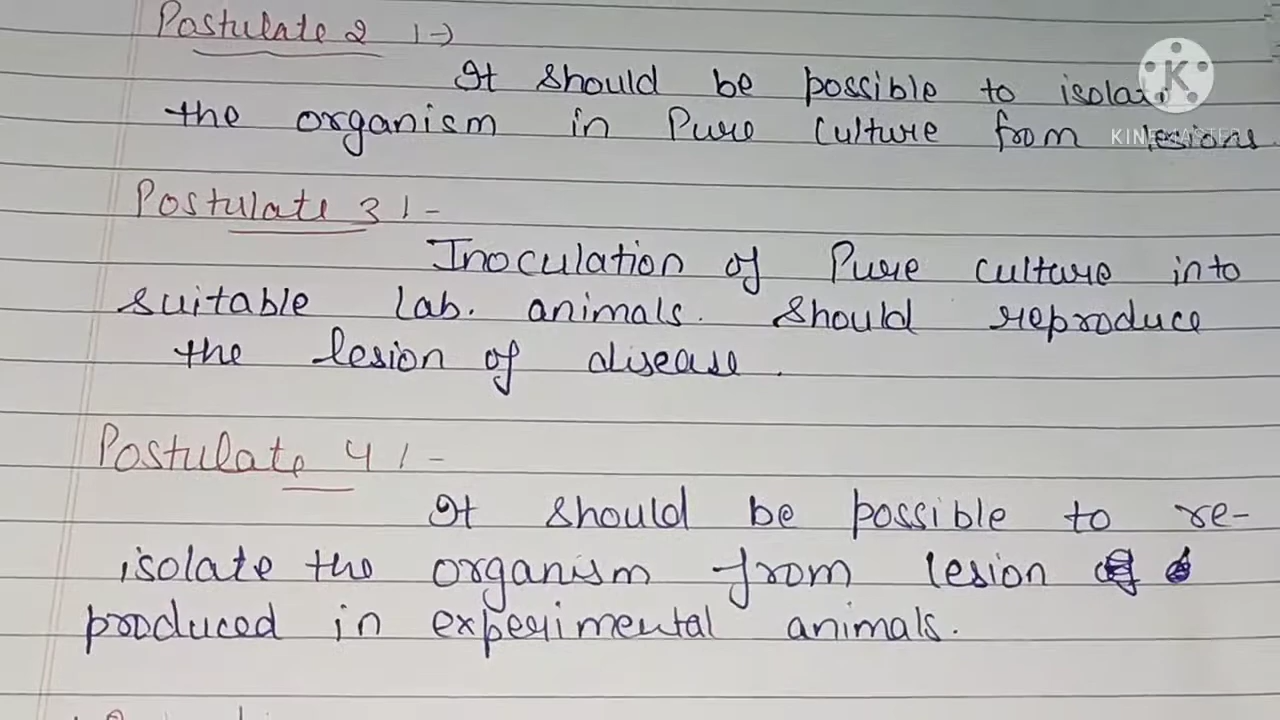 Postulate 2 :-)
It should be possible to isolate
the organism in Pure culture from lesions.
Postulate 3 :-
Inoculation of Pure culture into
suitable lab. animals. should reproduce
the lesion of disease.
Postulate 4 :-
It should be possible to re-
isolate the organism from lesion
produced in experimental animals.
K
KINEMASTER